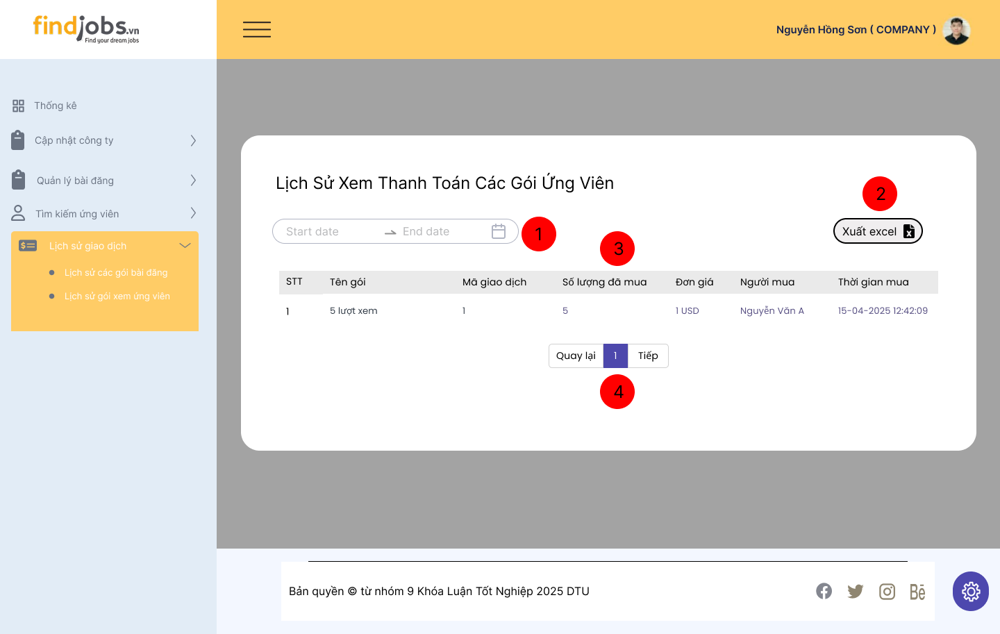 findjobs.vn
Find your dream jobs
Nguyễn Hồng Sơn ( COMPANY )
Thống kê
Cập nhật công ty
Quản lý bài đăng
Tìm kiếm ứng viên
Lịch sử giao dịch
Lịch sử các gói bài đăng
Lịch sử gói xem ứng viên
Lịch Sử Xem Thanh Toán Các Gói Ứng Viên
2
Start date End date
1
Xuất excel
3
STT Tên gói Mã giao dịch Số lượng đã mua Đơn giá Người mua Thời gian mua
1 5 lượt xem 1 5 1 USD Nguyễn Văn A 15-04-2025 12:42:09
Quay lại 1 Tiếp
4
Bản quyền © từ nhóm 9 Khóa Luận Tốt Nghiệp 2025 DTU